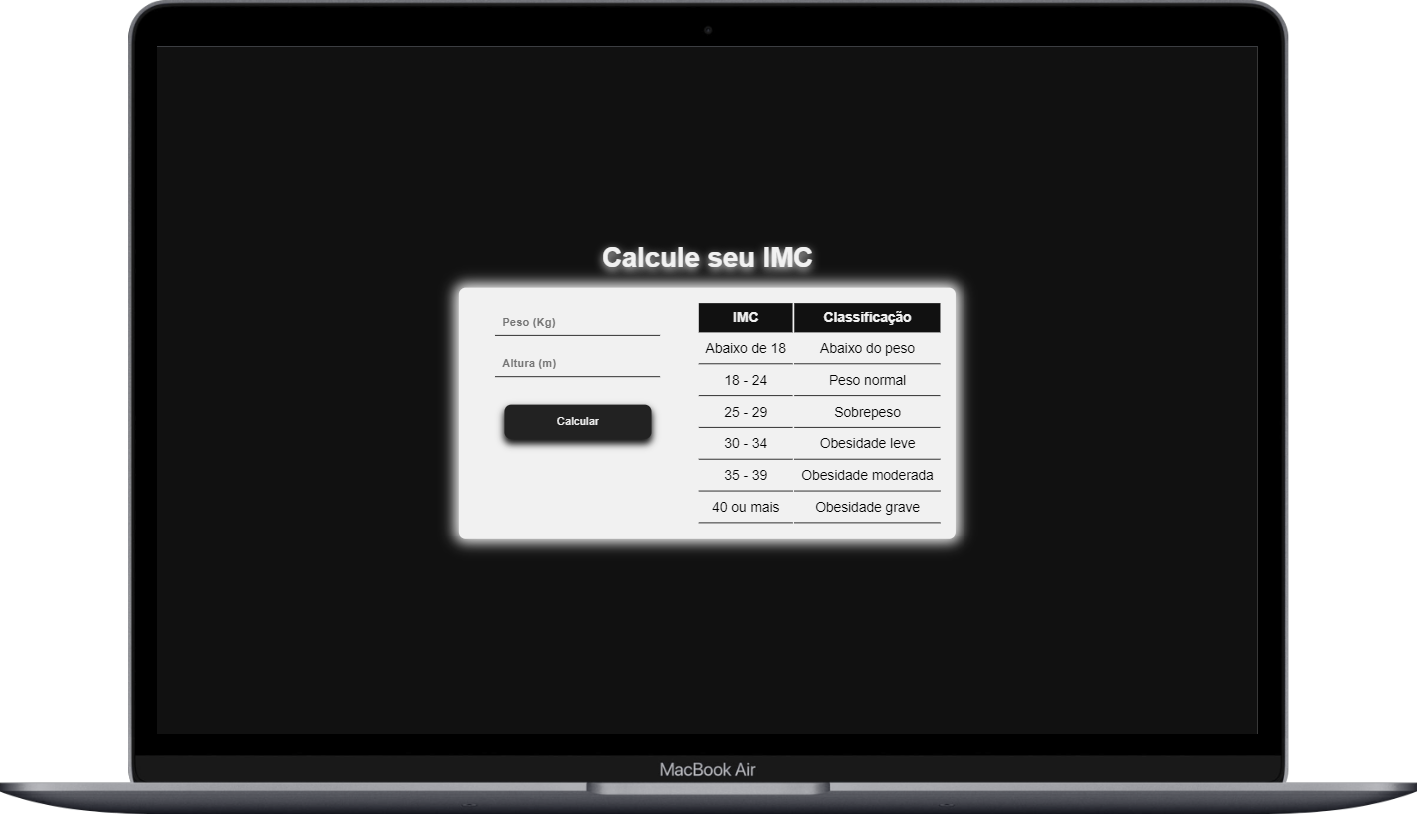 Calcule seu IMC
Peso (Kg)
Altura (m)
Calcular
IMC Classificação
Abaixo de 18 Abaixo do peso
18 - 24 Peso normal
25 - 29 Sobrepeso
30 - 34 Obesidade leve
35 - 39 Obesidade moderada
40 ou mais Obesidade grave
MacBook Air